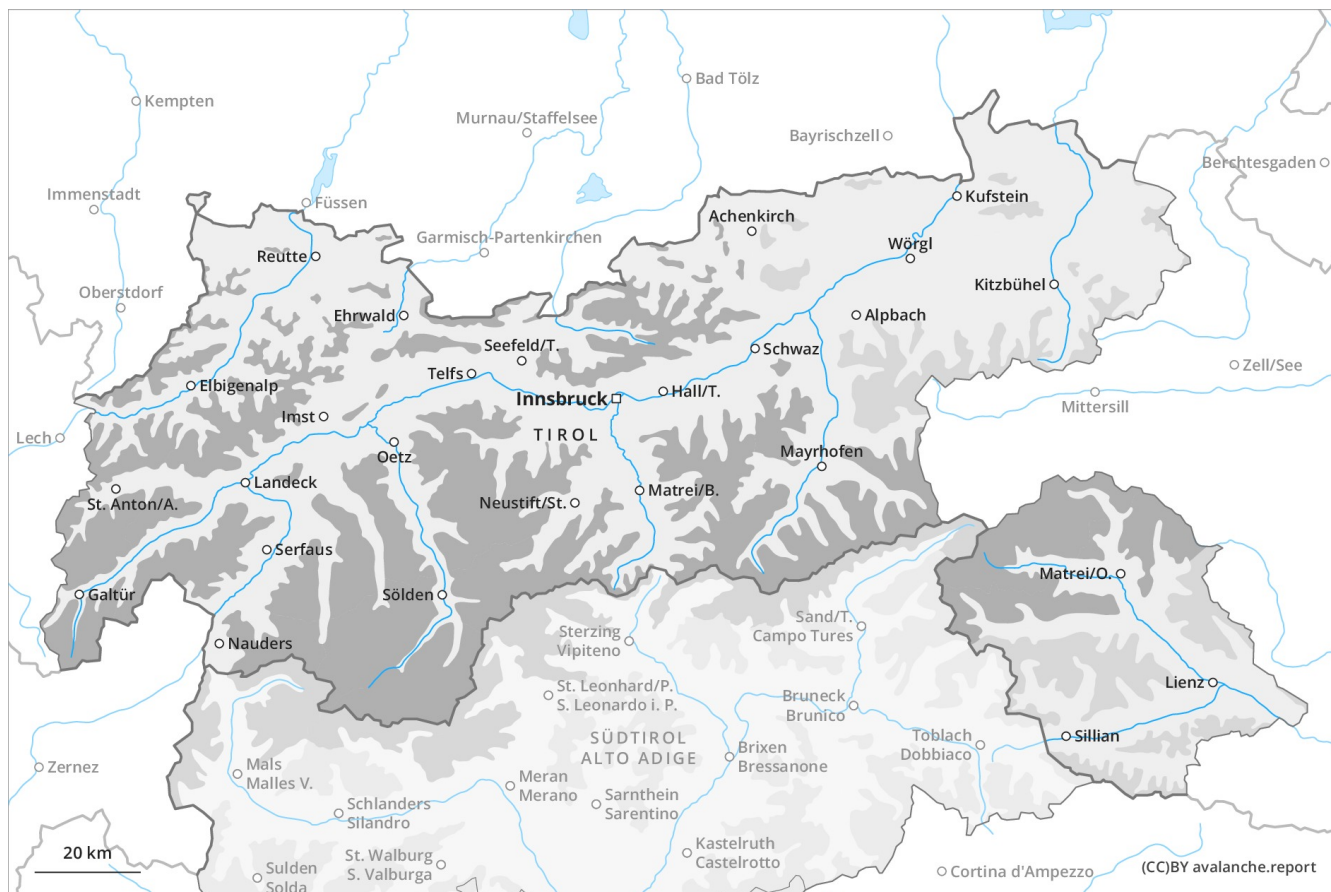 Kempten
Bad Tölz
Murnau/Staffelsee
Bayrischzell
Berchtesgaden
Immenstadt
Füssen
Kufstein
Achenkirch
Garmisch-Partenkirchen
Wörgl
Reutte
Oberstdorf
Kitzbühel
Ehrwald
Alpbach
Seefeld/T.
Schwaz
Zell/See
Telfs
Elbigenalp
Hall/T.
Innsbruck
Mittersill
Imst
TIROL
Lech
Oetz
Mayrhofen
Landeck
Matrei/B.
St. Anton/A.
Neustift/St.
Serfaus
Matrei/O.
Galtür
Sölden
Sand/T.
Campo Tures
Sterzing
Vipiteno
Nauders
Lienz
St. Leonhard/P.
S. Leonardo i. P.
Bruneck
Brunico
Sillian
Toblach
Dobbiaco
SÜDTIROL
ALTO ADIGE
Brixen
Bressanone
Zernez
Mals
Malles V.
Meran
Merano
Schlanders
Silandro
Sarnthein
Sarentino
Kastelruth
Castelrotto
20 km
St. Walburg
S. Valburga
Sulden
Solda
Cortina d'Ampezzo
(CC)BY avalanche.report